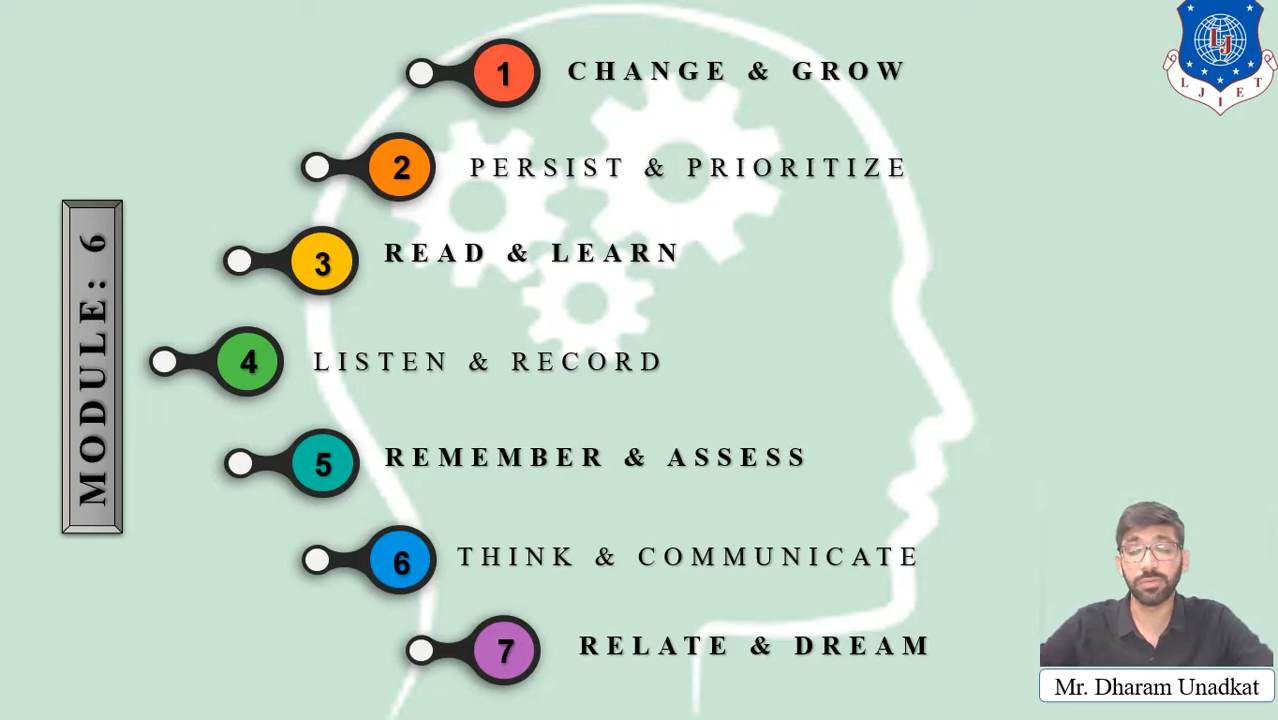 1 CHANGE & GROW
2 PERSIST & PRIORITIZE
3 READ & LEARN
4 LISTEN & RECORD
5 REMEMBER & ASSESS
6 THINK & COMMUNICATE
7 RELATE & DREAM
MODULE: 6
LJ
LJIET
Mr. Dharam Unadkat